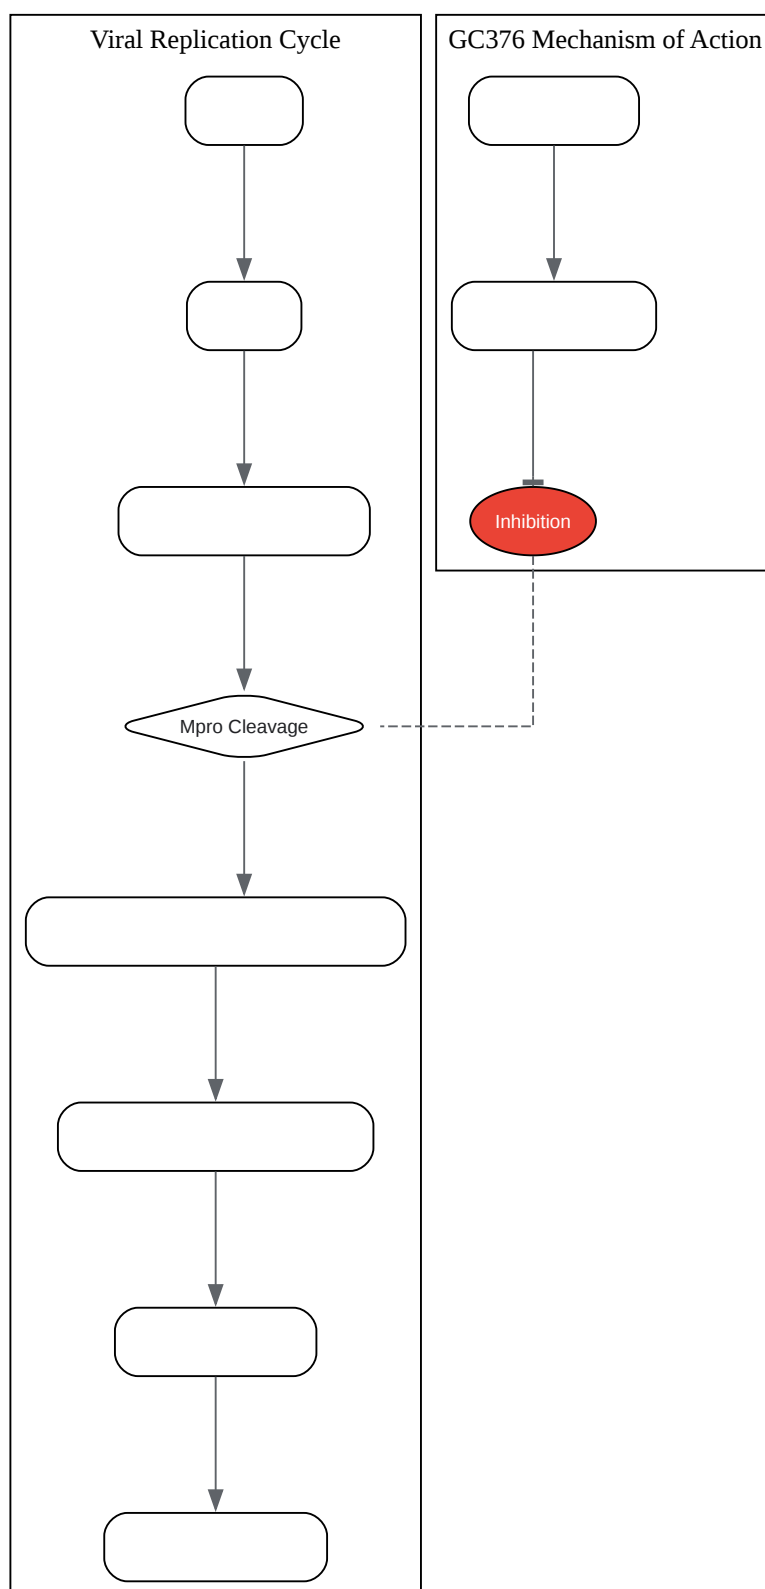 Viral Replication Cycle
GC376 Mechanism of Action
Inhibition
Mpro Cleavage